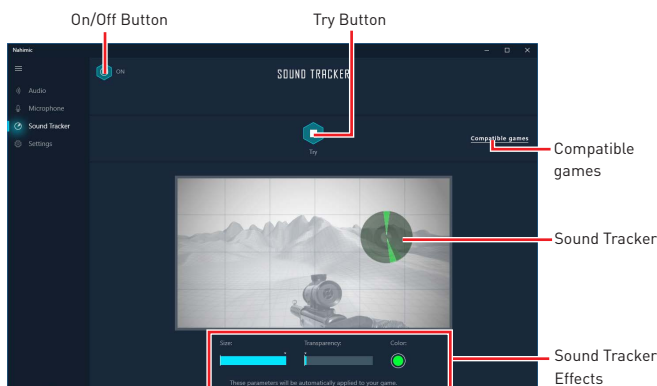 On/Off Button
Try Button
Nahimic
ON
SOUND TRACKER
Audio
Microphone
Sound Tracker
Settings
Try
Compatible games
Compatible
games
Sound Tracker
Size:
Transparency:
Color:
These parameters will be automatically applied to your game.
Sound Tracker
Effects